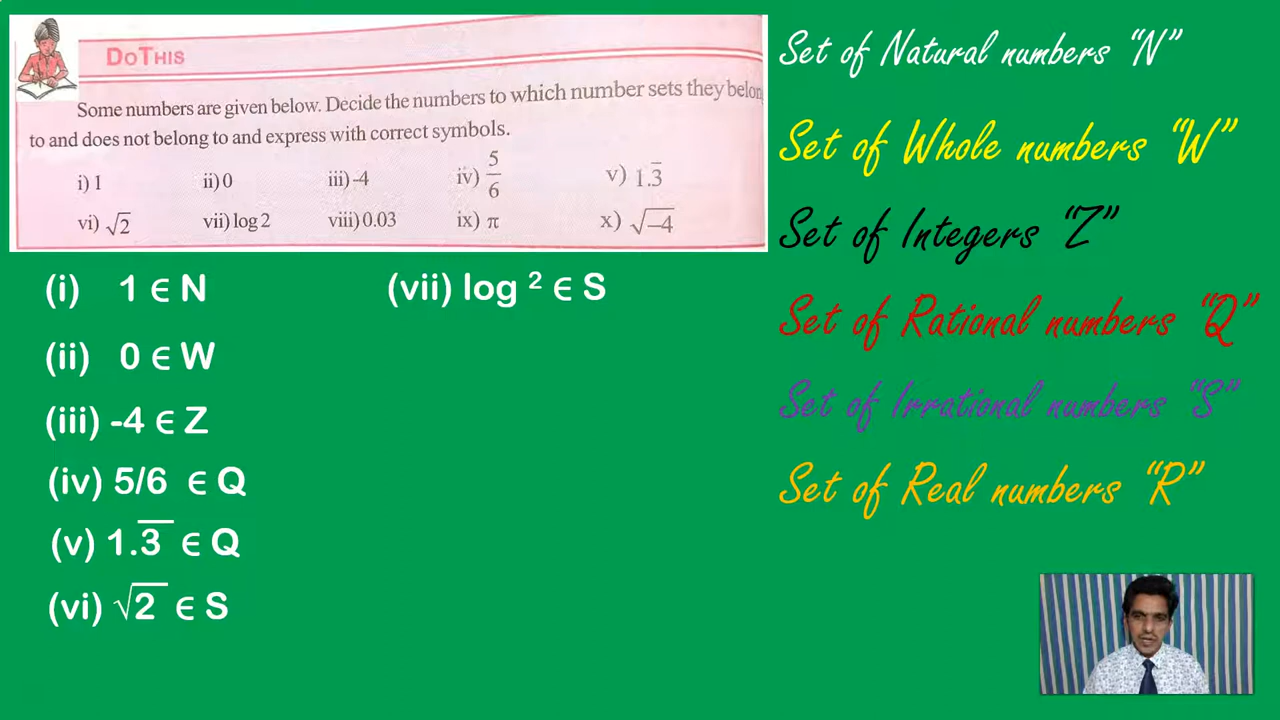 DO THIS
Some numbers are given below. Decide the numbers to which number sets they belon
to and does not belong to and express with correct symbols.
i) 1 ii) 0 iii) -4 iv) 5/6 v) 1.3̅
vi) √2 vii) log 2 viii) 0.03 ix) π x) √-4
(i) 1 ∈ N
(ii) 0 ∈ W
(iii) -4 ∈ Z
(iv) 5/6 ∈ Q
(v) 1.3̅ ∈ Q
(vi) √2 ∈ S
(vii) log ² ∈ S
Set of Natural numbers “N”
Set of Whole numbers “W”
Set of Integers “Z”
Set of Rational numbers “Q”
Set of Irrational numbers “S”
Set of Real numbers “R”